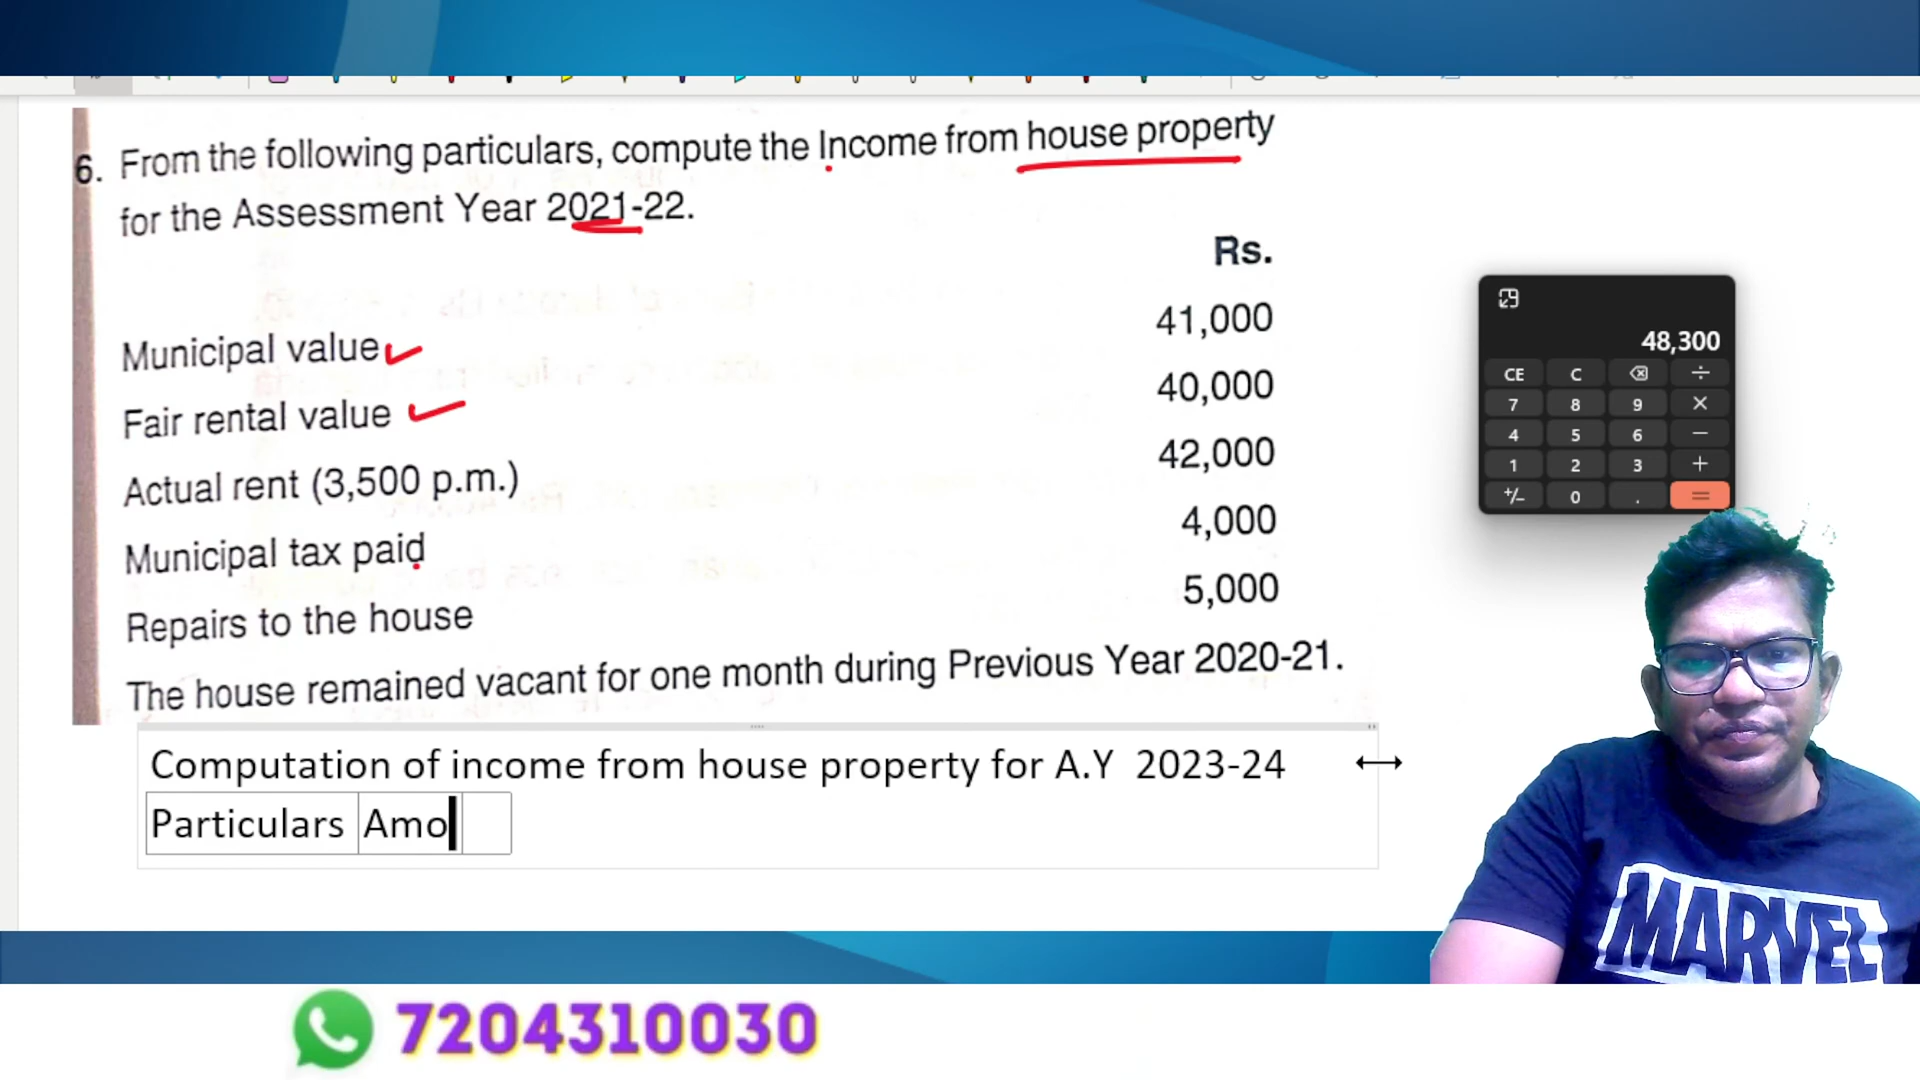 6. From the following particulars, compute the Income from house property
for the Assessment Year 2021-22.
Rs.
Municipal value 41,000
Fair rental value 40,000
Actual rent (3,500 p.m.) 42,000
Municipal tax paid 4,000
Repairs to the house 5,000
The house remained vacant for one month during Previous Year 2020-21.
Computation of income from house property for A.Y 2023-24
Particulars Amo
48,300
CE C ⌫ ÷
7 8 9 ×
4 5 6 −
1 2 3 +
+/− 0 . =
MARVEL
7204310030